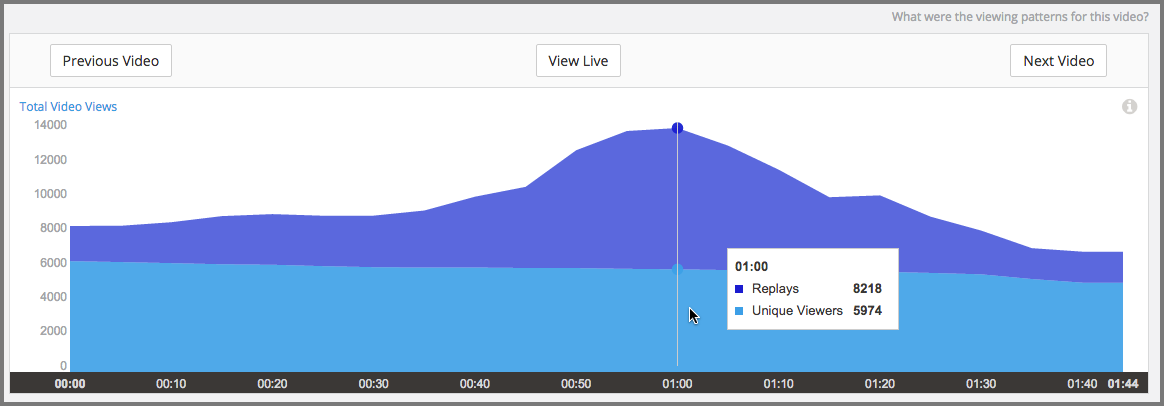 What were the viewing patterns for this video?
Previous Video View Live Next Video
Total Video Views
14000
12000
10000
8000
6000
4000
2000
0
01:00
Replays 8218
Unique Viewers 5974
00:00 00:10 00:20 00:30 00:40 00:50 01:00 01:10 01:20 01:30 01:40 01:44